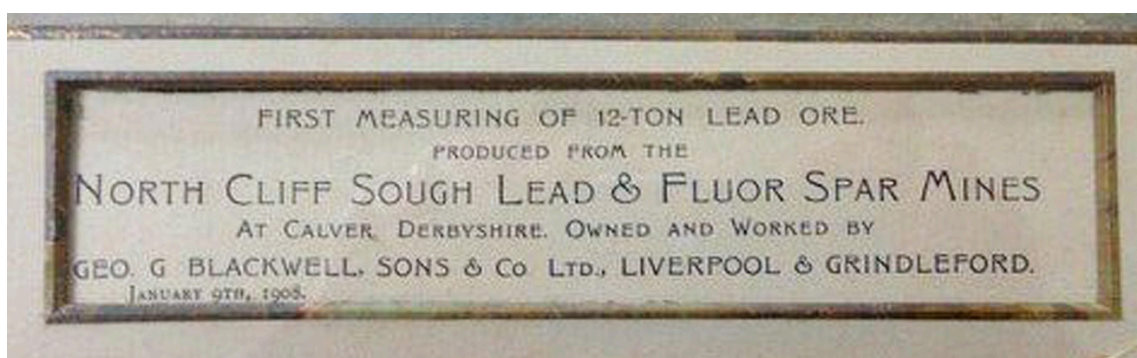 FIRST MEASURING OF 12-TON LEAD ORE.
PRODUCED FROM THE
NORTH CLIFF SOUGH LEAD & FLUOR SPAR MINES
AT CALVER DERBYSHIRE. OWNED AND WORKED BY
GEO. G BLACKWELL, SONS & Co LTD., LIVERPOOL & GRINDLEFORD.
JANUARY 9TH, 1908.